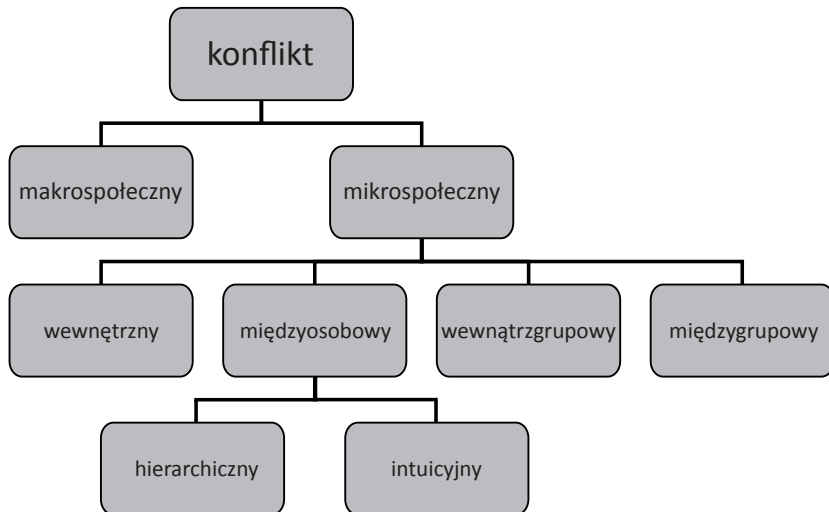 konflikt
makrospołeczny
mikrospołeczny
wewnętrzny
międzyosobowy
wewnątrzgrupowy
międzygrupowy
hierarchiczny
intuicyjny